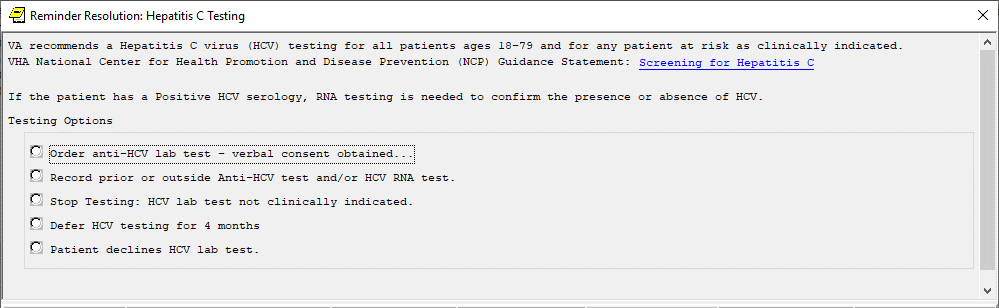 Reminder Resolution: Hepatitis C Testing
VA recommends a Hepatitis C virus (HCV) testing for all patients ages 18-79 and for any patient at risk as clinically indicated.
VHA National Center for Health Promotion and Disease Prevention (NCP) Guidance Statement: Screening for Hepatitis C
If the patient has a Positive HCV serology, RNA testing is needed to confirm the presence or absence of HCV.
Testing Options
Order anti-HCV lab test - verbal consent obtained...
Record prior or outside Anti-HCV test and/or HCV RNA test.
Stop Testing: HCV lab test not clinically indicated.
Defer HCV testing for 4 months
Patient declines HCV lab test.